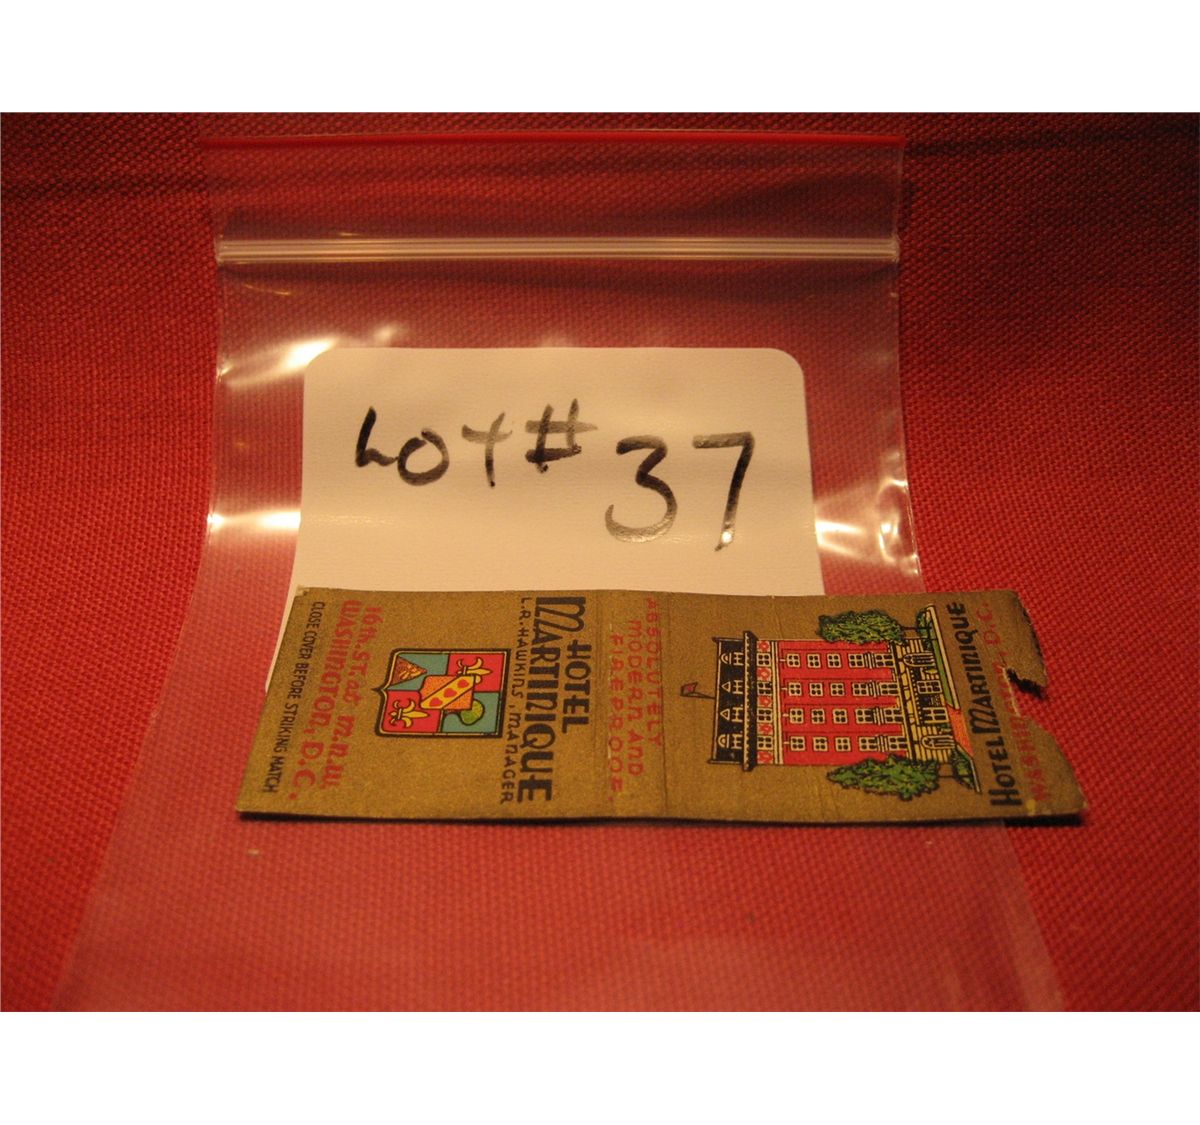 Lot # 37
HOTEL
MARTINIQUE
L.R. HAWKINS, MANAGER
16th. ST. at M. N.W.
WASHINGTON, D.C.
CLOSE COVER BEFORE STRIKING MATCH
ABSOLUTELY
MODERN AND
FIREPROOF.
HOTEL MARTINIQUE
D.C.